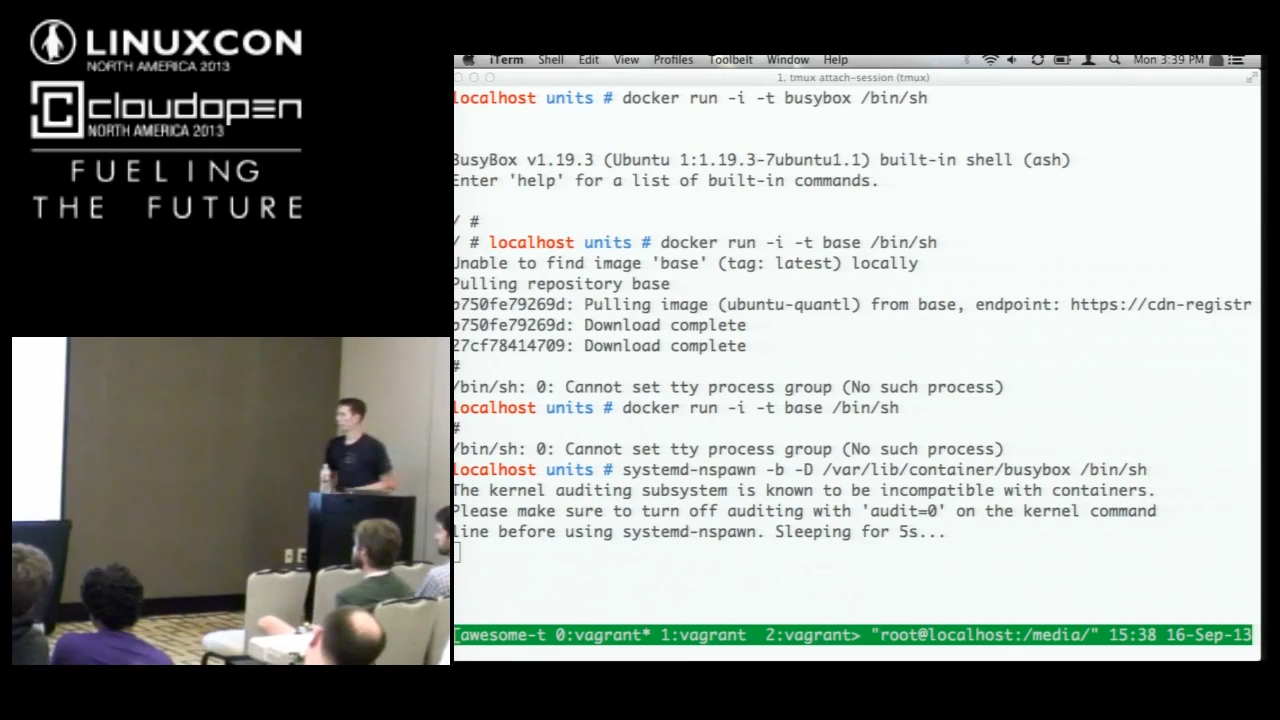 LINUXCON
NORTH AMERICA 2013
cloudopen
NORTH AMERICA 2013
FUELING
THE FUTURE
iTerm Shell Edit View Profiles Toolbelt Window Help Mon 3:39 PM
1. tmux attach-session (tmux)
localhost units # docker run -i -t busybox /bin/sh
BusyBox v1.19.3 (Ubuntu 1:1.19.3-7ubuntu1.1) built-in shell (ash)
Enter 'help' for a list of built-in commands.
/ #
/ # localhost units # docker run -i -t base /bin/sh
Unable to find image 'base' (tag: latest) locally
Pulling repository base
b750fe79269d: Pulling image (ubuntu-quantl) from base, endpoint: https://cdn-registr
b750fe79269d: Download complete
27cf78414709: Download complete
#
/bin/sh: 0: Cannot set tty process group (No such process)
localhost units # docker run -i -t base /bin/sh
#
/bin/sh: 0: Cannot set tty process group (No such process)
localhost units # systemd-nspawn -b -D /var/lib/container/busybox /bin/sh
The kernel auditing subsystem is known to be incompatible with containers.
Please make sure to turn off auditing with 'audit=0' on the kernel command
line before using systemd-nspawn. Sleeping for 5s...
[awesome-t 0:vagrant* 1:vagrant 2:vagrant> "root@localhost:/media/" 15:38 16-Sep-13